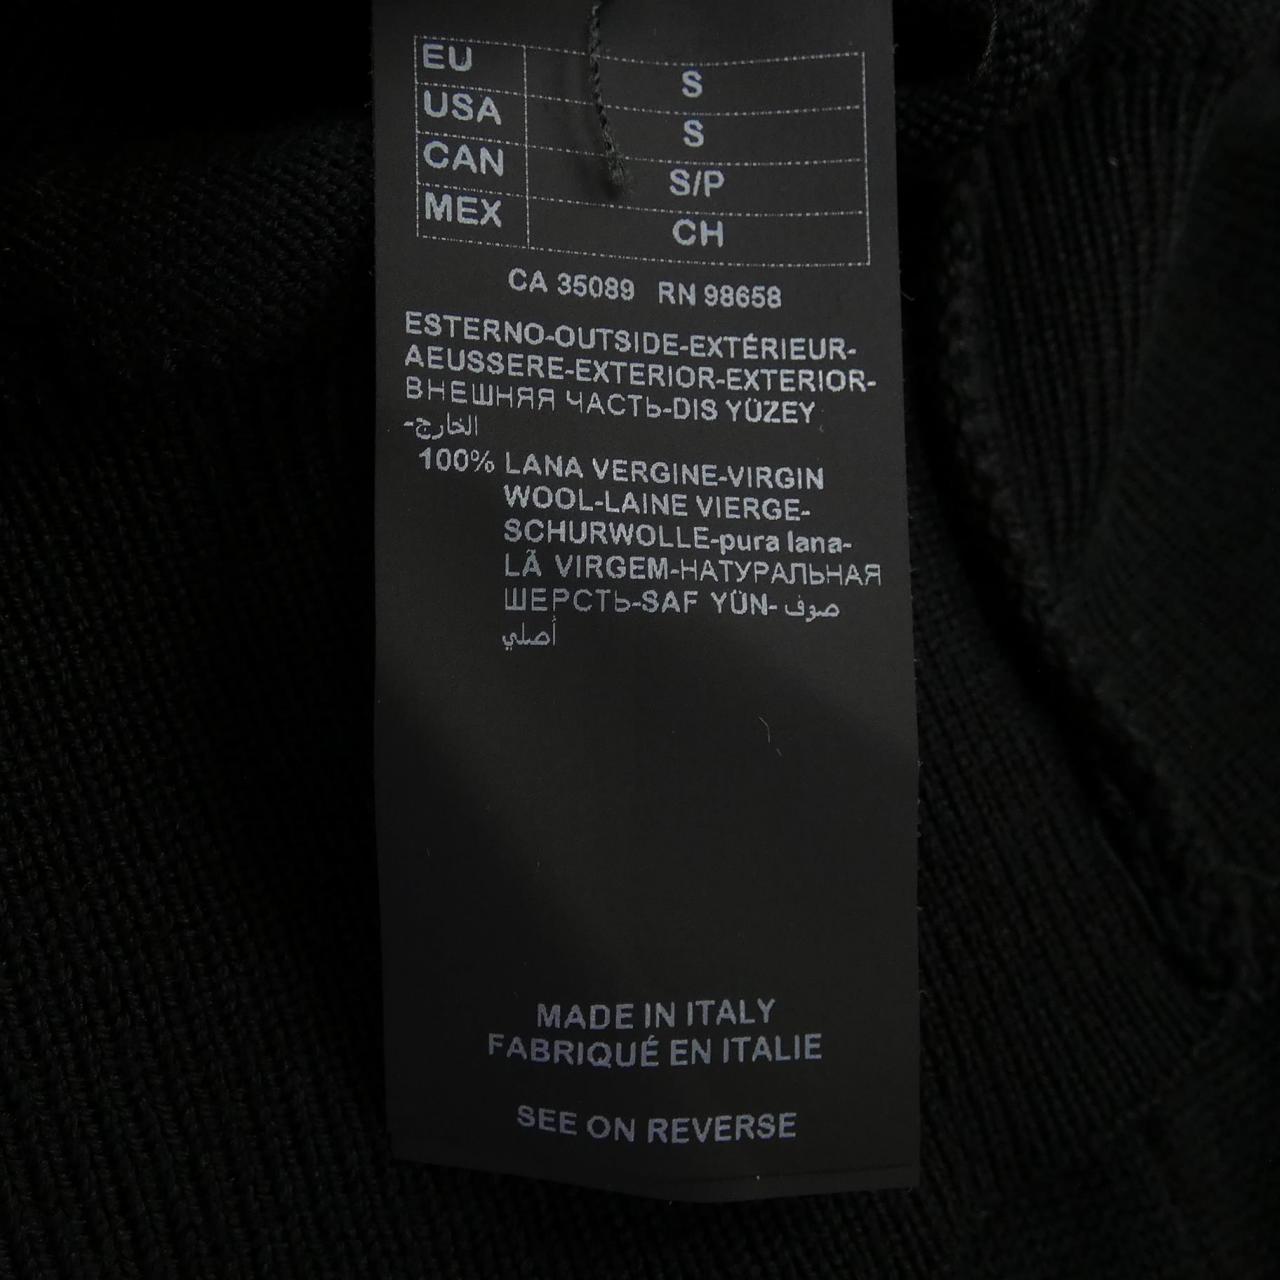 EU S
USA S
CAN S/P
MEX CH
CA 35089 RN 98658
ESTERNO-OUTSIDE-EXTÉRIEUR-
AEUSSERE-EXTERIOR-EXTERIOR-
ВНЕШНЯЯ ЧАСТЬ-DIS YÜZEY
-الخارج
100% LANA VERGINE-VIRGIN
WOOL-LAINE VIERGE-
SCHURWOLLE-pura lana-
LÃ VIRGEM-НАТУРАЛЬНАЯ
ШЕРСТЬ-SAF YÜN- صوف
أصلي
MADE IN ITALY
FABRIQUÉ EN ITALIE
SEE ON REVERSE